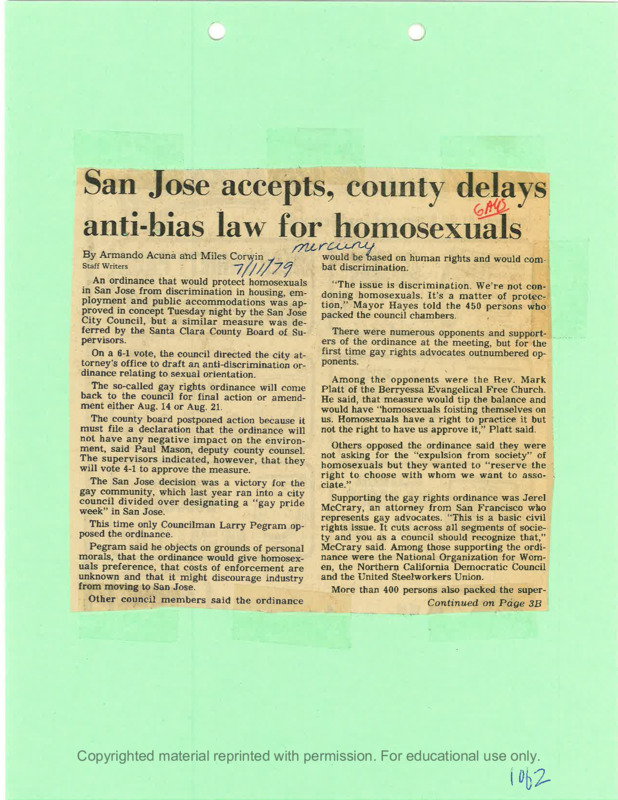 San Jose accepts, county delays
GAYS
anti-bias law for homosexuals
mercury
By Armando Acuna and Miles Corwin
Staff Writers
7/11/79
An ordinance that would protect homosexuals
in San Jose from discrimination in housing, em-
ployment and public accommodations was ap-
proved in concept Tuesday night by the San Jose
City Council, but a similar measure was de-
ferred by the Santa Clara County Board of Su-
pervisors.
On a 6-1 vote, the council directed the city at-
torney's office to draft an anti-discrimination or-
dinance relating to sexual orientation.
The so-called gay rights ordinance will come
back to the council for final action or amend-
ment either Aug. 14 or Aug. 21.
The county board postponed action because it
must file a declaration that the ordinance will
not have any negative impact on the environ-
ment, said Paul Mason, deputy county counsel.
The supervisors indicated, however, that they
will vote 4-1 to approve the measure.
The San Jose decision was a victory for the
gay community, which last year ran into a city
council divided over designating a "gay pride
week" in San Jose.
This time only Councilman Larry Pegram op-
posed the ordinance.
Pegram said he objects on grounds of personal
morals, that the ordinance would give homosex-
uals preference, that costs of enforcement are
unknown and that it might discourage industry
from moving to San Jose.
Other council members said the ordinance
would be based on human rights and would com-
bat discrimination.
"The issue is discrimination. We're not con-
doning homosexuals. It's a matter of protec-
tion," Mayor Hayes told the 450 persons who
packed the council chambers.
There were numerous opponents and support-
ers of the ordinance at the meeting, but for the
first time gay rights advocates outnumbered op-
ponents.
Among the opponents were the Rev. Mark
Platt of the Berryessa Evangelical Free Church.
He said, that measure would tip the balance and
would have "homosexuals foisting themselves on
us. Homosexuals have a right to practice it but
not the right to have us approve it," Platt said.
Others opposed the ordinance said they were
not asking for the "expulsion from society" of
homosexuals but they wanted to "reserve the
right to choose with whom we want to asso-
ciate."
Supporting the gay rights ordinance was Jerel
McCrary, an attorney from San Francisco who
represents gay advocates. "This is a basic civil
rights issue. It cuts across all segments of socie-
ty and you as a council should recognize that,"
McCrary said. Among those supporting the ordi-
nance were the National Organization for Wom-
en, the Northern California Democratic Council
and the United Steelworkers Union.
More than 400 persons also packed the super-
Continued on Page 3B
Copyrighted material reprinted with permission. For educational use only.
1 of 2